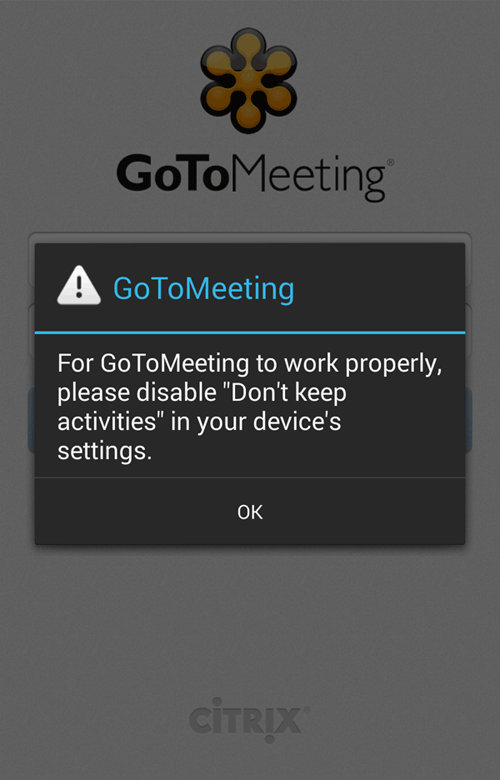 GoToMeeting®
GoToMeeting
For GoToMeeting to work properly,
please disable "Don't keep
activities" in your device's
settings.
OK
CITRIX®